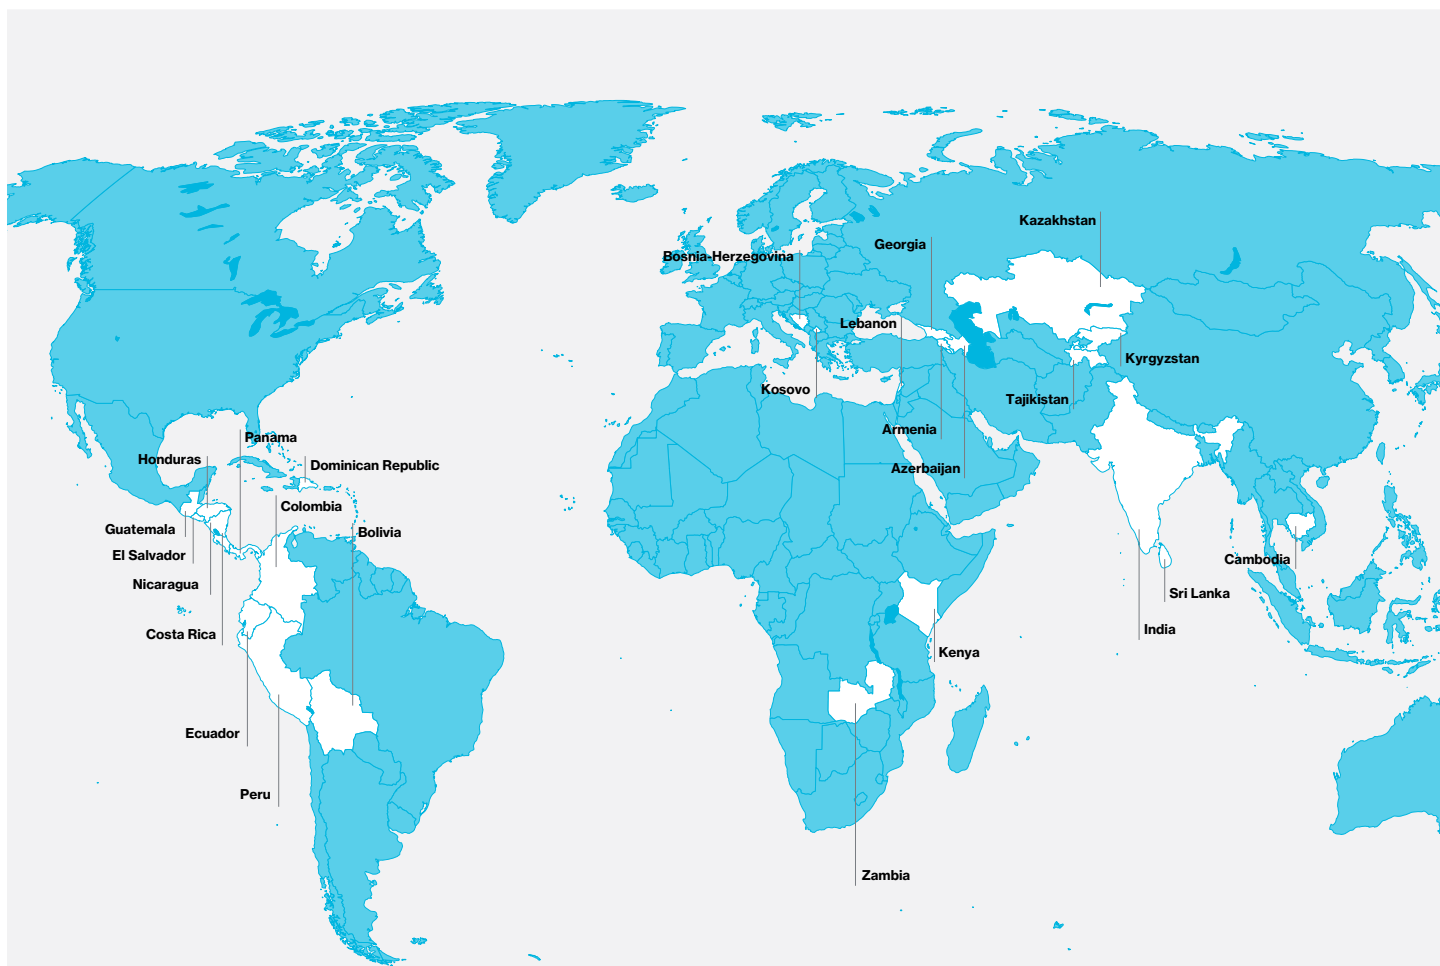 Kazakhstan
Georgia
Bosnia-Herzegovina
Lebanon
Kyrgyzstan
Kosovo
Tajikistan
Armenia
Panama
Honduras
Dominican Republic
Azerbaijan
Colombia
Guatemala
Bolivia
El Salvador
Cambodia
Nicaragua
Sri Lanka
Costa Rica
India
Kenya
Ecuador
Peru
Zambia